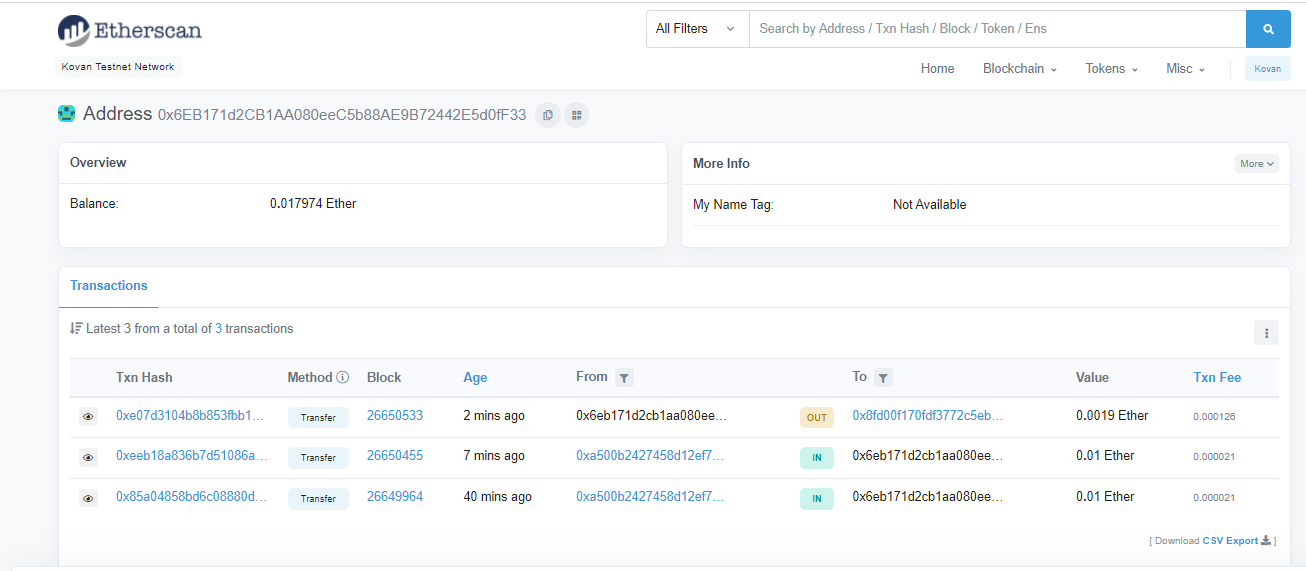 Etherscan
All Filters Search by Address / Txn Hash / Block / Token / Ens
Kovan Testnet Network
Home Blockchain Tokens Misc Kovan
Address 0x6EB171d2CB1AA080eeC5b88AE9B72442E5d0fF33
Overview
Balance: 0.017974 Ether
More Info More
My Name Tag: Not Available
Transactions
Latest 3 from a total of 3 transactions
Txn Hash Method Block Age From To Value Txn Fee
0xe07d3104b8b853fbb1... Transfer 26650533 2 mins ago 0x6eb171d2cb1aa080ee... OUT 0x8fd00f170fdf3772c5eb... 0.0019 Ether 0.000126
0xeeb18a836b7d51086a... Transfer 26650455 7 mins ago 0xa500b2427458d12ef7... IN 0x6eb171d2cb1aa080ee... 0.01 Ether 0.000021
0x85a04858bd6c08880d... Transfer 26649964 40 mins ago 0xa500b2427458d12ef7... IN 0x6eb171d2cb1aa080ee... 0.01 Ether 0.000021
[ Download CSV Export ]